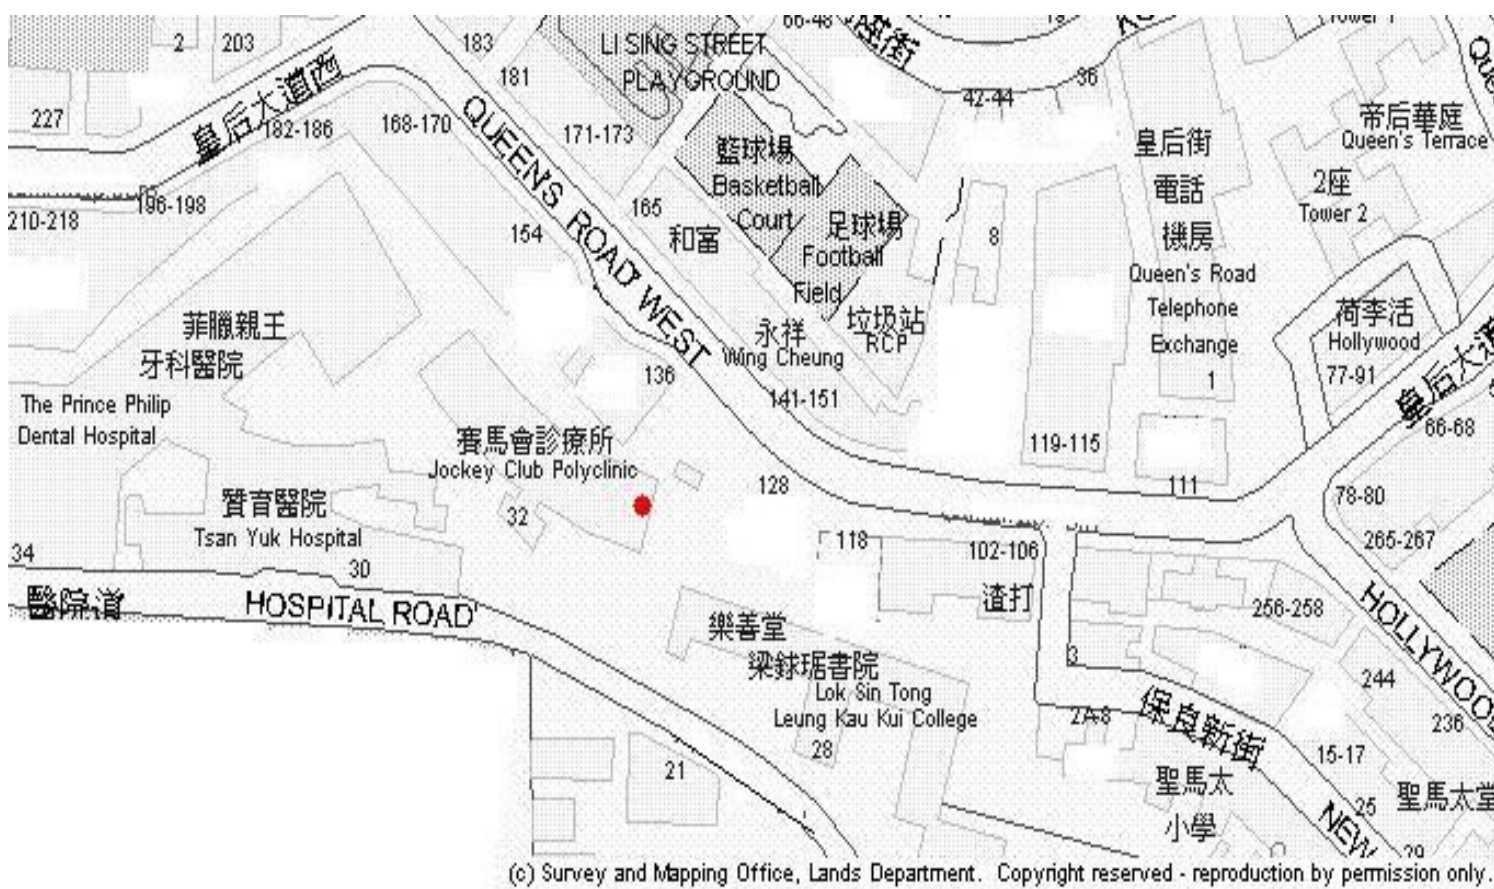 2
203
183
LI SING STREET
66-48
座街
19
Tower 1
227
皇后大道西
182-186
168-170
181
PLAYGROUND
42-44
36
帝后華庭
Queen's Terrace
171-173
QUEEN'S ROAD WEST
籃球場
Basketball
Court
皇后街
電話
機房
Queen's Road
Telephone
Exchange
1
2座
Tower 2
210-218
196-198
154
165
和富
足球場
Football
Field
8
菲臘親王
牙科醫院
The Prince Philip
Dental Hospital
永祥
Wing Cheung
垃圾站
RCP
荷李活
Hollywood
77-91
皇后大道
136
141-151
119-115
66-68
賽馬會診療所
Jockey Club Polyclinic
128
111
78-80
贊育醫院
Tsan Yuk Hospital
32
118
102-106
265-267
34
30
渣打
醫院道
HOSPITAL ROAD
樂善堂
梁銶琚書院
Lok Sin Tong
Leung Kau Kui College
28
3
256-258
HOLLYWOOD
244
236
2A-8
保良新街
15-17
21
聖馬太
小學
聖馬太堂
25
NEW
29
(c) Survey and Mapping Office, Lands Department. Copyright reserved - reproduction by permission only.